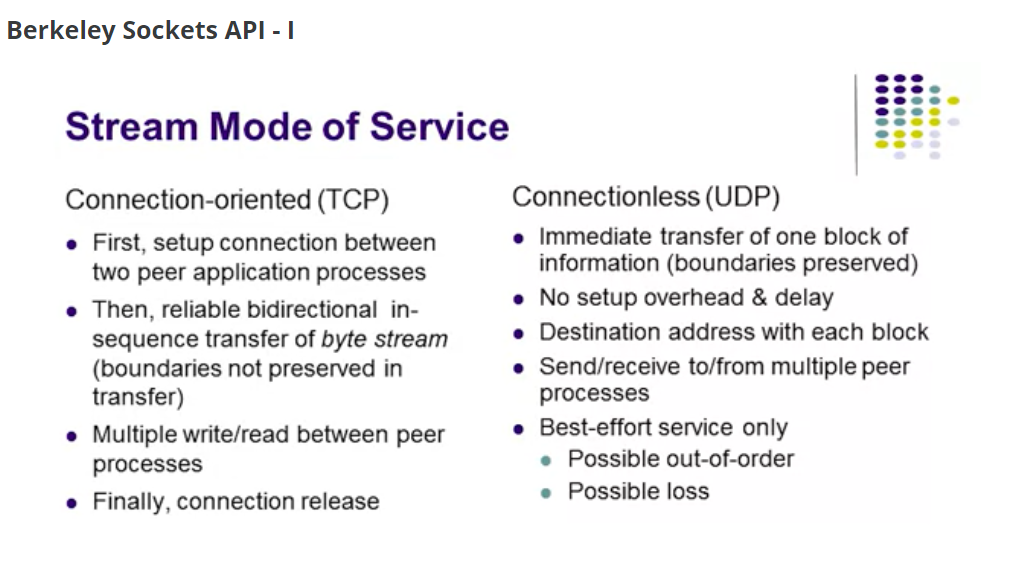 Berkeley Sockets API - I
Stream Mode of Service
Connection-oriented (TCP)
● First, setup connection between
two peer application processes
● Then, reliable bidirectional in-
sequence transfer of byte stream
(boundaries not preserved in
transfer)
● Multiple write/read between peer
processes
● Finally, connection release
Connectionless (UDP)
● Immediate transfer of one block of
information (boundaries preserved)
● No setup overhead & delay
● Destination address with each block
● Send/receive to/from multiple peer
processes
● Best-effort service only
● Possible out-of-order
● Possible loss